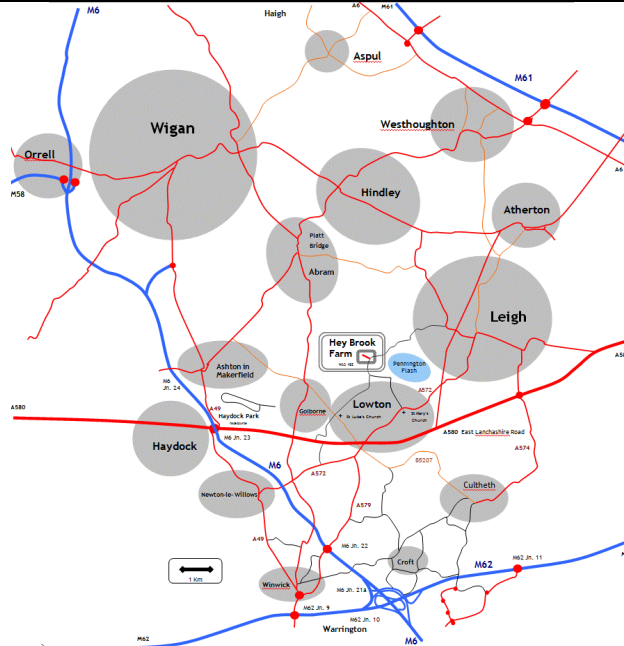 M6
Haigh
A6
M61
Aspul
M61
Wigan
Westhoughton
Orrell
M58
Hindley
A6
Atherton
Platt
Bridge
Abram
Leigh
Hey Brook
Farm
Pennington
Flash
Ashton in
Makerfield
M6
Jn. 24
A572
A580
A49
Haydock Park
Golborne
Lowton
St Luke's Church
St Mary's
Church
M6 Jn. 23
A580 East Lanchashire Road
Haydock
A574
M6
A572
B5207
Newton-le-Willows
Cultheth
A579
A49
M6 Jn. 22
Croft
M62
M62 Jn. 11
1 Km
Winwick
M6 Jn. 21A
M62 Jn. 9
M62 Jn. 10
Warrington
M62
M6